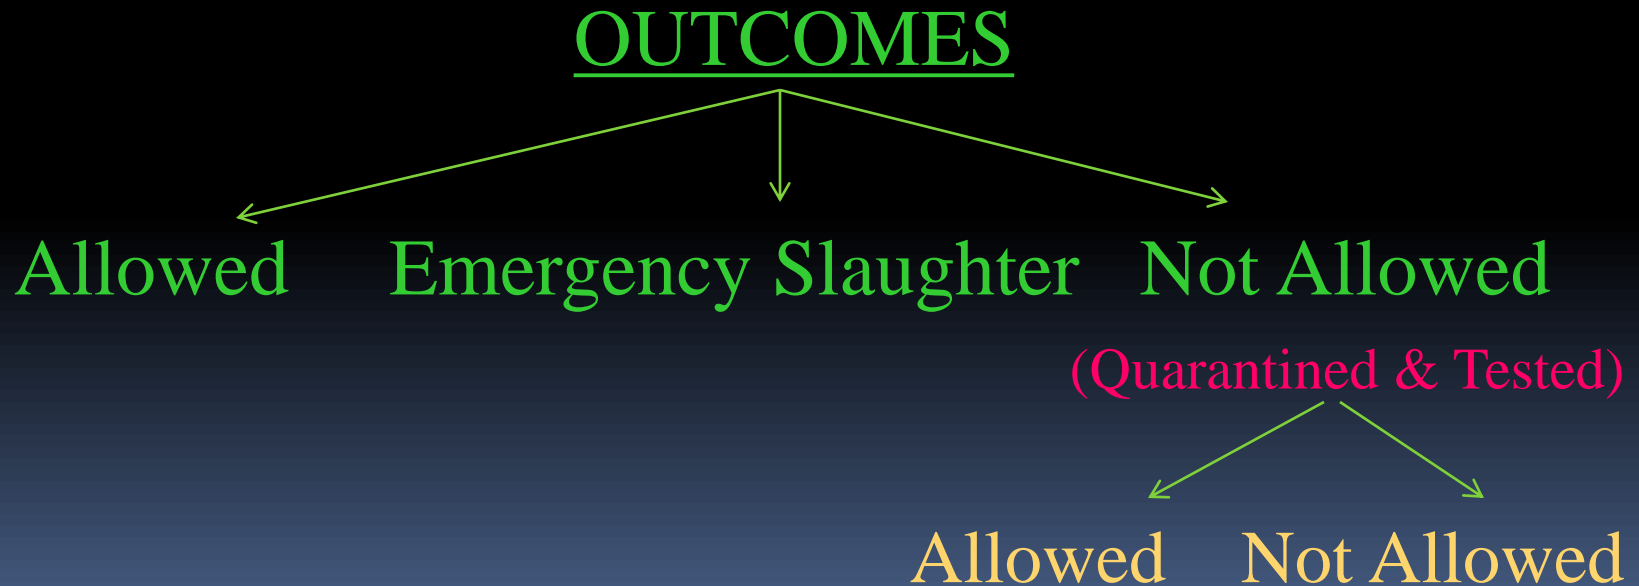 OUTCOMES
Allowed Emergency Slaughter Not Allowed
(Quarantined & Tested)
Allowed Not Allowed